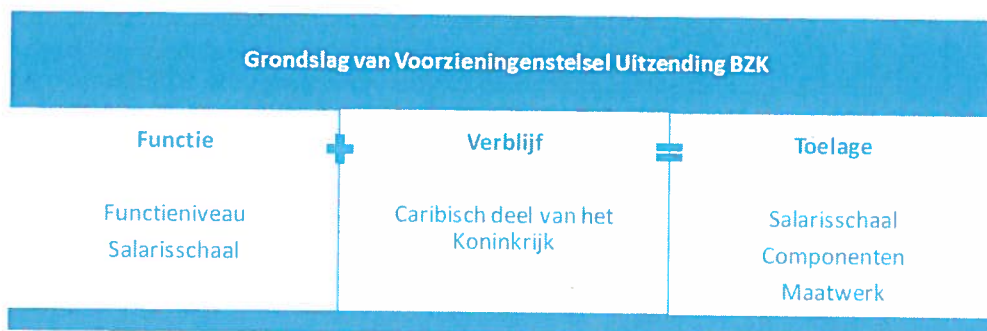 Grondslag van Voorzieningenstelsel Uitzending BZK
Functie
Functieniveau
Salarisschaal
+
Verblijf
Caribisch deel van het
Koninkrijk
=
Toelage
Salarisschaal
Componenten
Maatwerk